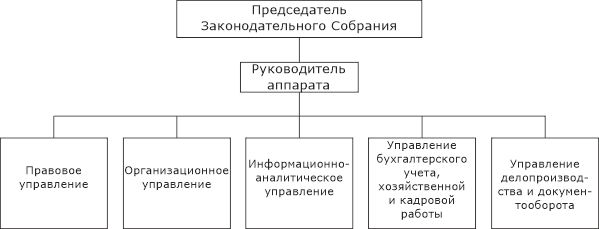 Председатель
Законодательного Собрания
Руководитель
аппарата
Правовое
управление
Организационное
управление
Информационно-
аналитическое
управление
Управление
бухгалтерского
учета,
хозяйственной
и кадровой
работы
Управление
делопроизвод-
ства и докумен-
тооборота